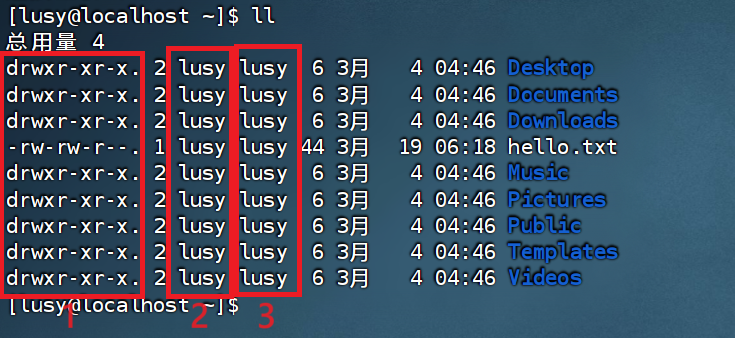 [lusy@localhost ~]$ ll
总用量 4
drwxr-xr-x. 2 lusy lusy  6 3月   4 04:46 Desktop
drwxr-xr-x. 2 lusy lusy  6 3月   4 04:46 Documents
drwxr-xr-x. 2 lusy lusy  6 3月   4 04:46 Downloads
-rw-rw-r--. 1 lusy lusy 44 3月  19 06:18 hello.txt
drwxr-xr-x. 2 lusy lusy  6 3月   4 04:46 Music
drwxr-xr-x. 2 lusy lusy  6 3月   4 04:46 Pictures
drwxr-xr-x. 2 lusy lusy  6 3月   4 04:46 Public
drwxr-xr-x. 2 lusy lusy  6 3月   4 04:46 Templates
drwxr-xr-x. 2 lusy lusy  6 3月   4 04:46 Videos
[lusy@localhost ~]$
1 2 3